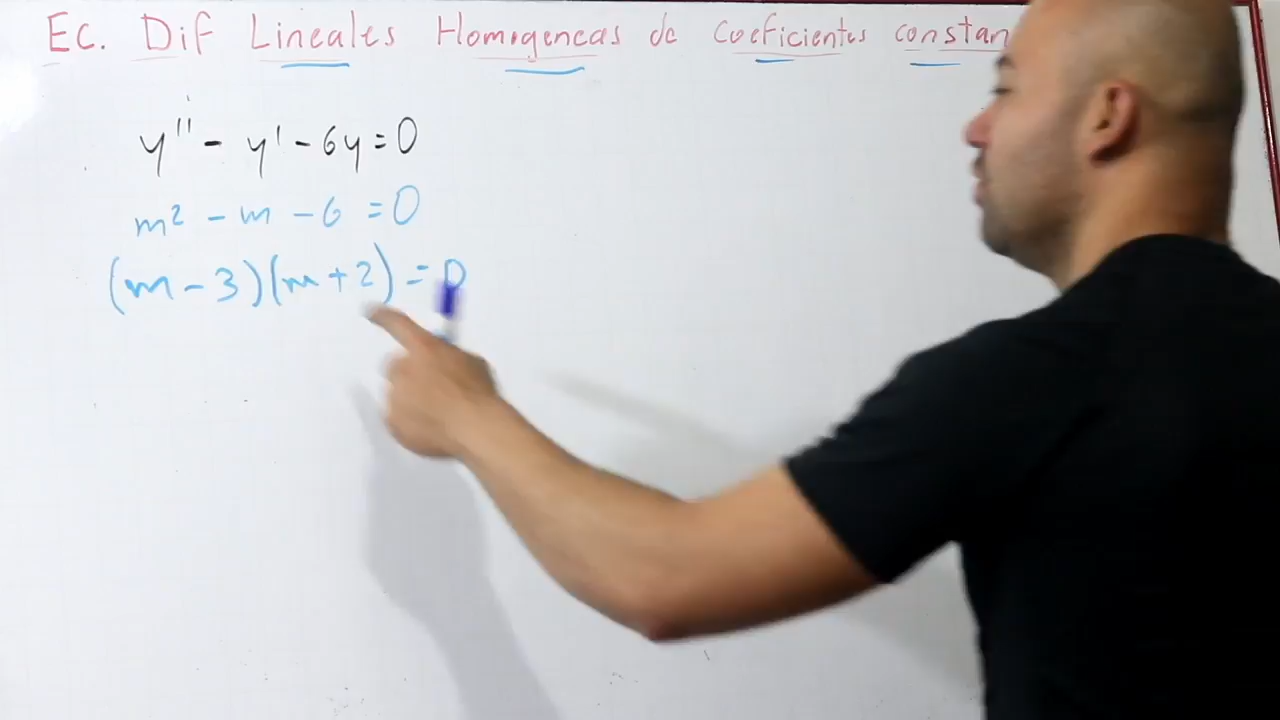 Ec. Dif Lineales Homogeneas de Coeficientes constan
y'' - y' - 6y = 0
m² - m - 6 = 0
(m - 3)(m + 2) = 0